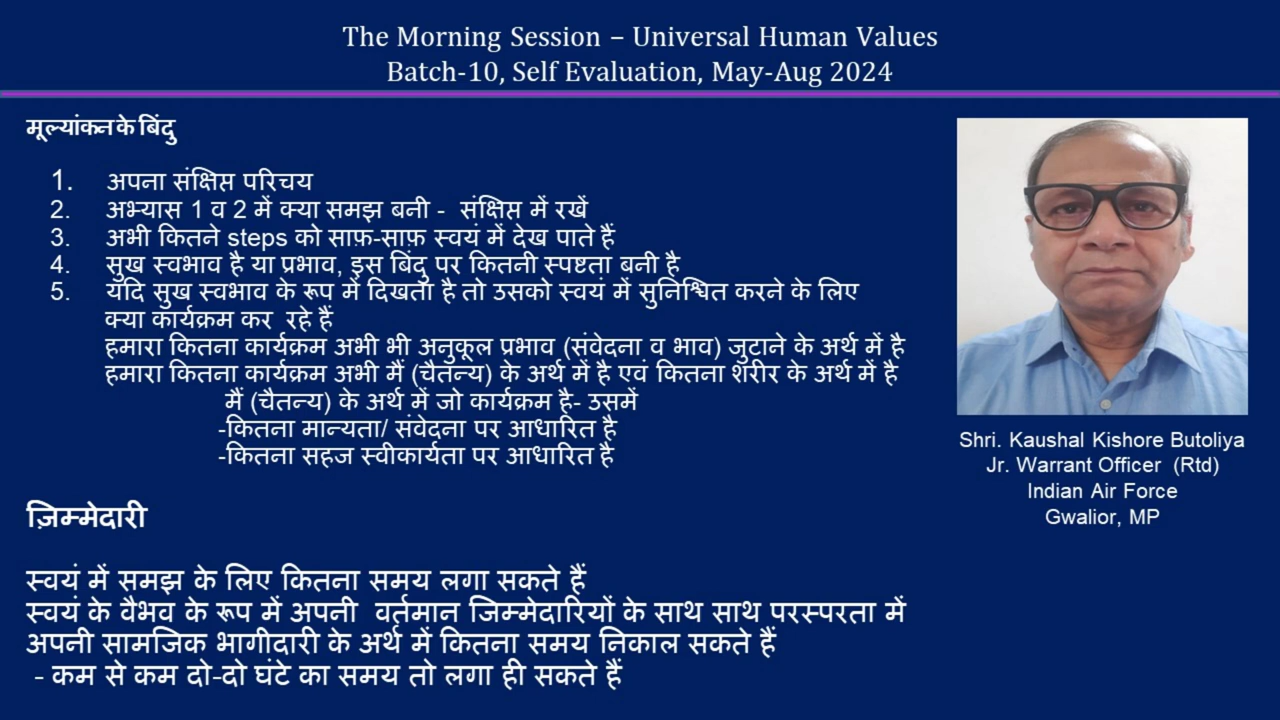 The Morning Session – Universal Human Values
Batch-10, Self Evaluation, May-Aug 2024
मूल्यांकन के बिंदु
1. अपना संक्षिप्त परिचय
2. अभ्यास 1 व 2 में क्या समझ बनी - संक्षिप्त में रखें
3. अभी कितने steps को साफ़-साफ़ स्वयं में देख पाते हैं
4. सुख स्वभाव है या प्रभाव, इस बिंदु पर कितनी स्पष्टता बनी है
5. यदि सुख स्वभाव के रूप में दिखता है तो उसको स्वयं में सुनिश्चित करने के लिए
क्या कार्यक्रम कर रहे हैं
हमारा कितना कार्यक्रम अभी भी अनुकूल प्रभाव (संवेदना व भाव) जुटाने के अर्थ में है
हमारा कितना कार्यक्रम अभी मैं (चैतन्य) के अर्थ में है एवं कितना शरीर के अर्थ में है
मैं (चैतन्य) के अर्थ में जो कार्यक्रम है- उसमें
-कितना मान्यता/ संवेदना पर आधारित है
-कितना सहज स्वीकार्यता पर आधारित है
ज़िम्मेदारी
स्वयं में समझ के लिए कितना समय लगा सकते हैं
स्वयं के वैभव के रूप में अपनी वर्तमान जिम्मेदारियों के साथ साथ परस्परता में
अपनी सामजिक भागीदारी के अर्थ में कितना समय निकाल सकते हैं
- कम से कम दो-दो घंटे का समय तो लगा ही सकते हैं
Shri. Kaushal Kishore Butoliya
Jr. Warrant Officer (Rtd)
Indian Air Force
Gwalior, MP